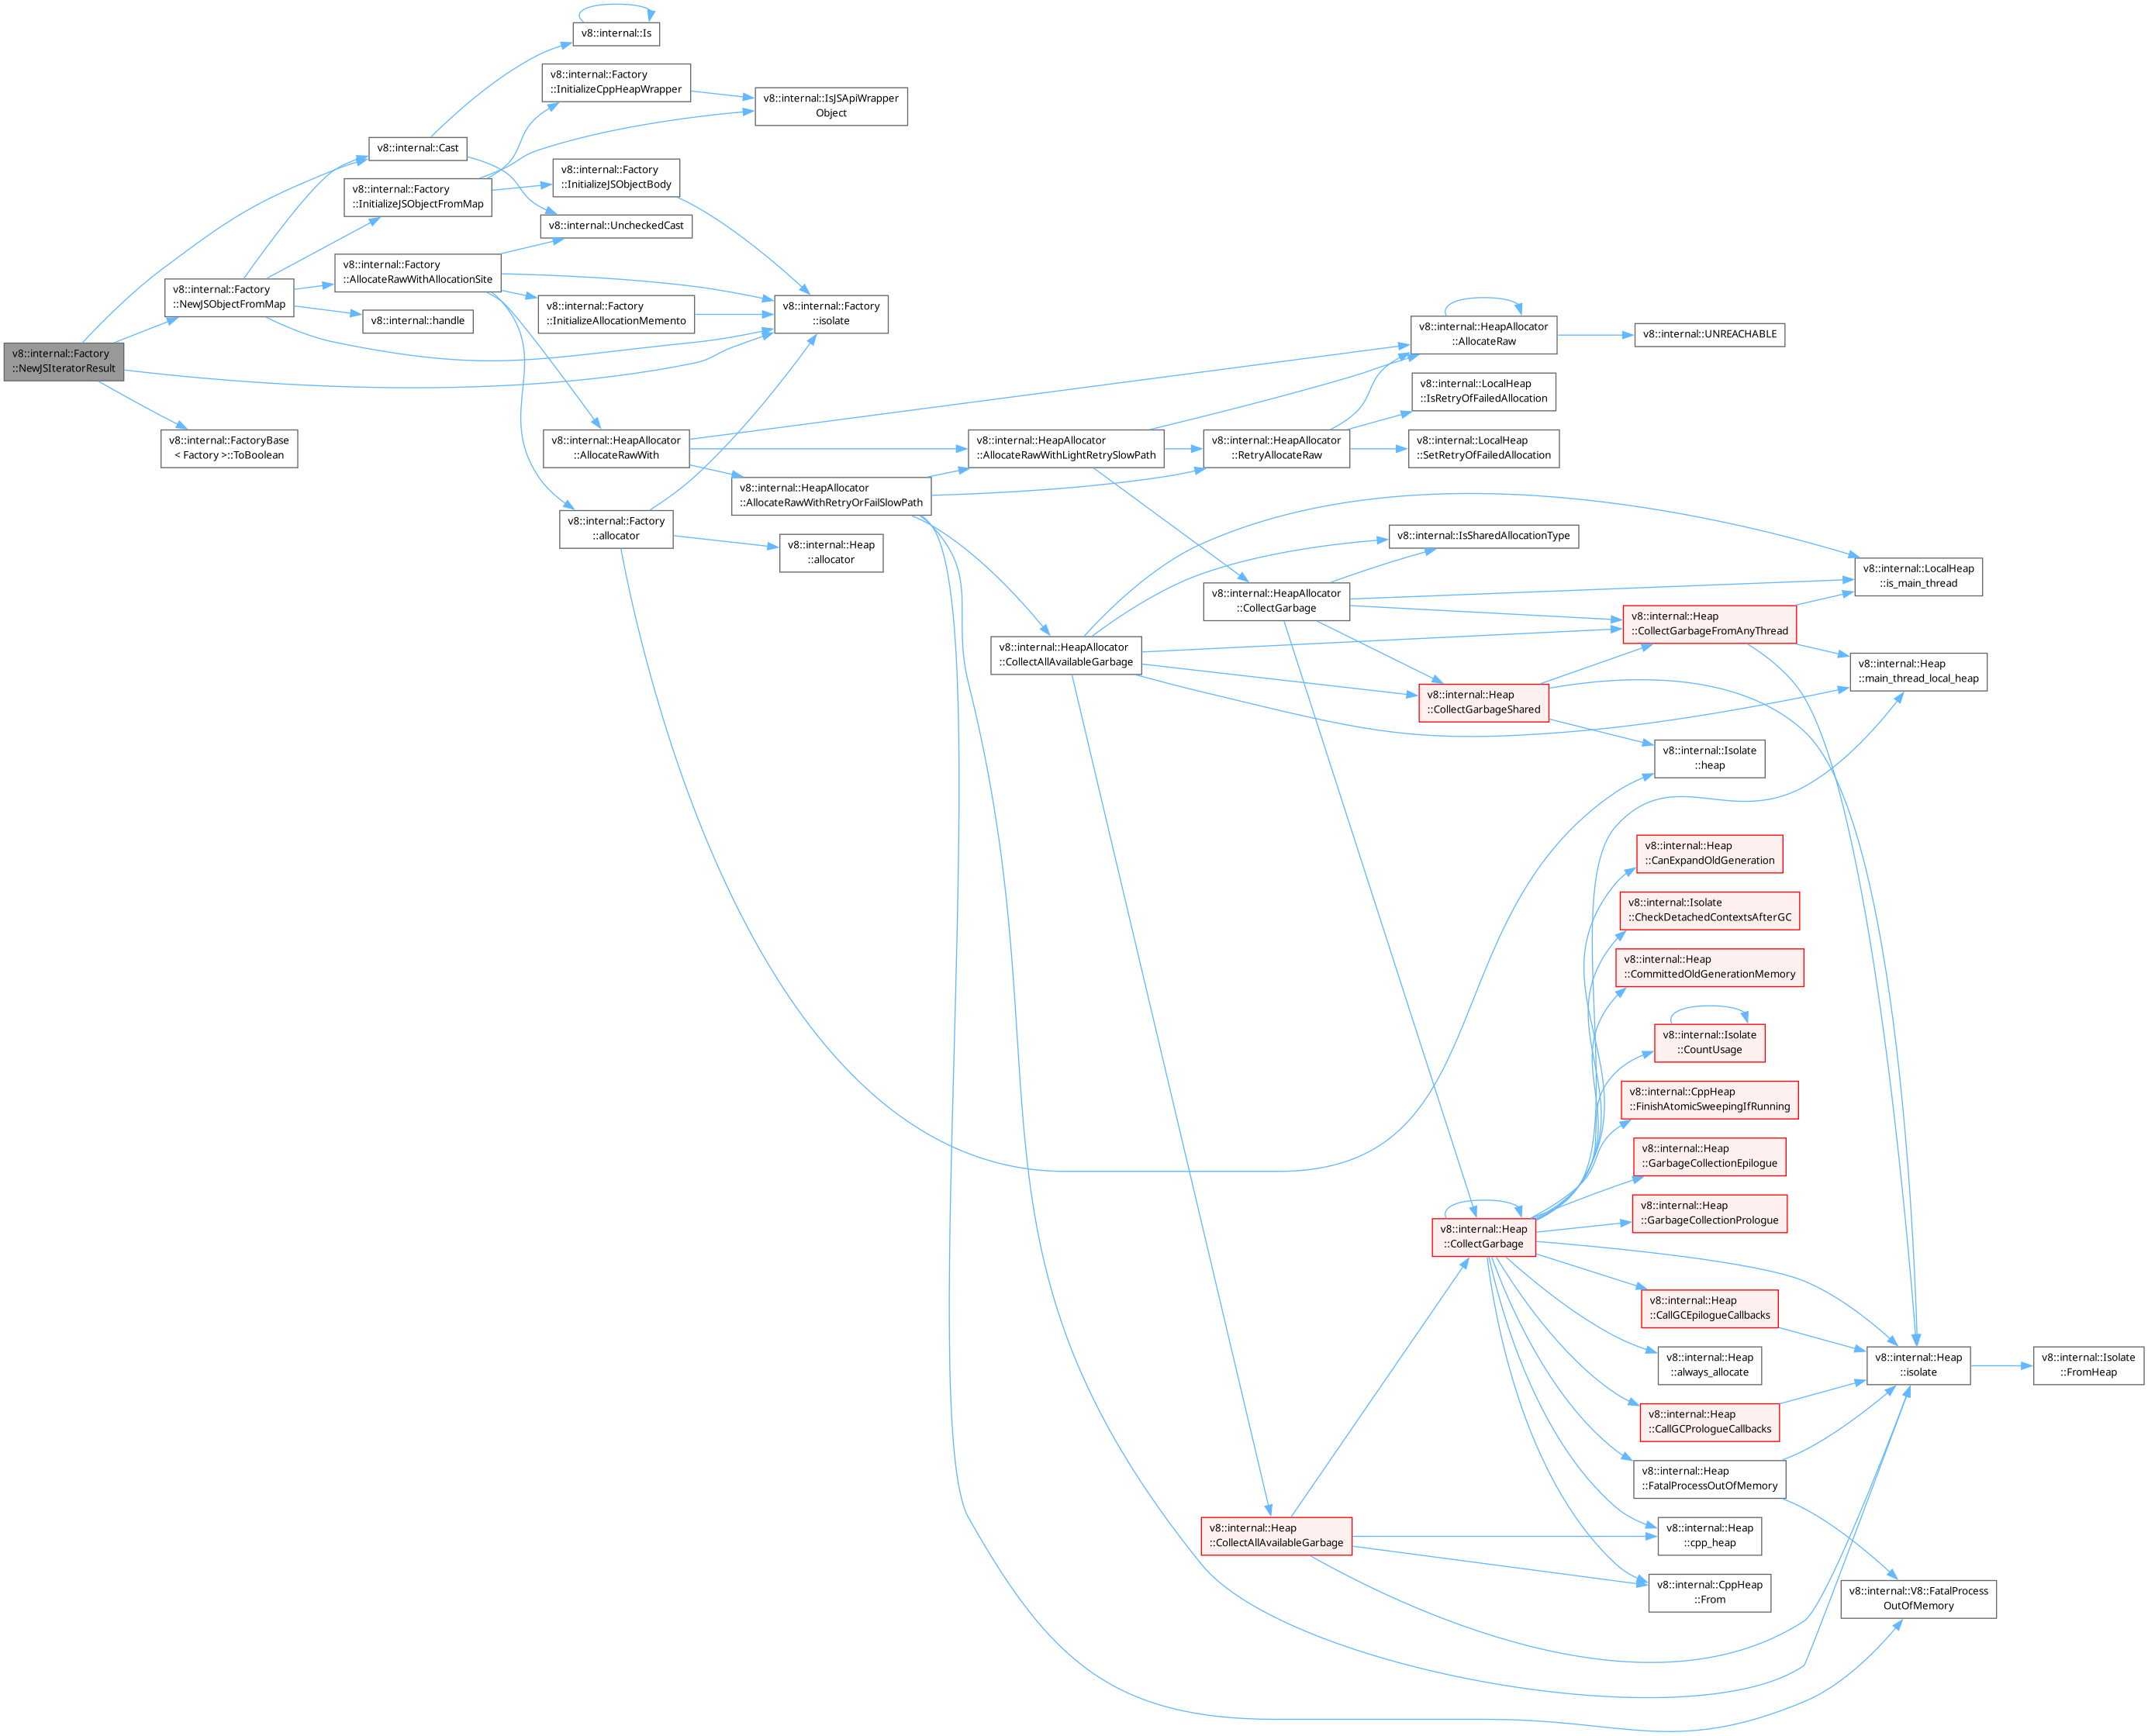 v8::internal::Is
v8::internal::Factory
::InitializeCppHeapWrapper
v8::internal::IsJSApiWrapper
Object
v8::internal::Cast
v8::internal::Factory
::InitializeJSObjectBody
v8::internal::Factory
::InitializeJSObjectFromMap
v8::internal::UncheckedCast
v8::internal::Factory
::AllocateRawWithAllocationSite
v8::internal::Factory
::NewJSObjectFromMap
v8::internal::Factory
::InitializeAllocationMemento
v8::internal::Factory
::isolate
v8::internal::handle
v8::internal::HeapAllocator
::AllocateRaw
v8::internal::UNREACHABLE
v8::internal::Factory
::NewJSIteratorResult
v8::internal::LocalHeap
::IsRetryOfFailedAllocation
v8::internal::FactoryBase
< Factory >::ToBoolean
v8::internal::HeapAllocator
::AllocateRawWith
v8::internal::HeapAllocator
::AllocateRawWithLightRetrySlowPath
v8::internal::HeapAllocator
::RetryAllocateRaw
v8::internal::LocalHeap
::SetRetryOfFailedAllocation
v8::internal::HeapAllocator
::AllocateRawWithRetryOrFailSlowPath
v8::internal::Factory
::allocator
v8::internal::Heap
::allocator
v8::internal::IsSharedAllocationType
v8::internal::LocalHeap
::is_main_thread
v8::internal::HeapAllocator
::CollectGarbage
v8::internal::Heap
::CollectGarbageFromAnyThread
v8::internal::HeapAllocator
::CollectAllAvailableGarbage
v8::internal::Heap
::main_thread_local_heap
v8::internal::Heap
::CollectGarbageShared
v8::internal::Isolate
::heap
v8::internal::Heap
::CanExpandOldGeneration
v8::internal::Isolate
::CheckDetachedContextsAfterGC
v8::internal::Heap
::CommittedOldGenerationMemory
v8::internal::Isolate
::CountUsage
v8::internal::CppHeap
::FinishAtomicSweepingIfRunning
v8::internal::Heap
::GarbageCollectionEpilogue
v8::internal::Heap
::GarbageCollectionPrologue
v8::internal::Heap
::CollectGarbage
v8::internal::Heap
::CallGCEpilogueCallbacks
v8::internal::Heap
::always_allocate
v8::internal::Heap
::isolate
v8::internal::Isolate
::FromHeap
v8::internal::Heap
::CallGCPrologueCallbacks
v8::internal::Heap
::FatalProcessOutOfMemory
v8::internal::Heap
::CollectAllAvailableGarbage
v8::internal::Heap
::cpp_heap
v8::internal::CppHeap
::From
v8::internal::V8::FatalProcess
OutOfMemory